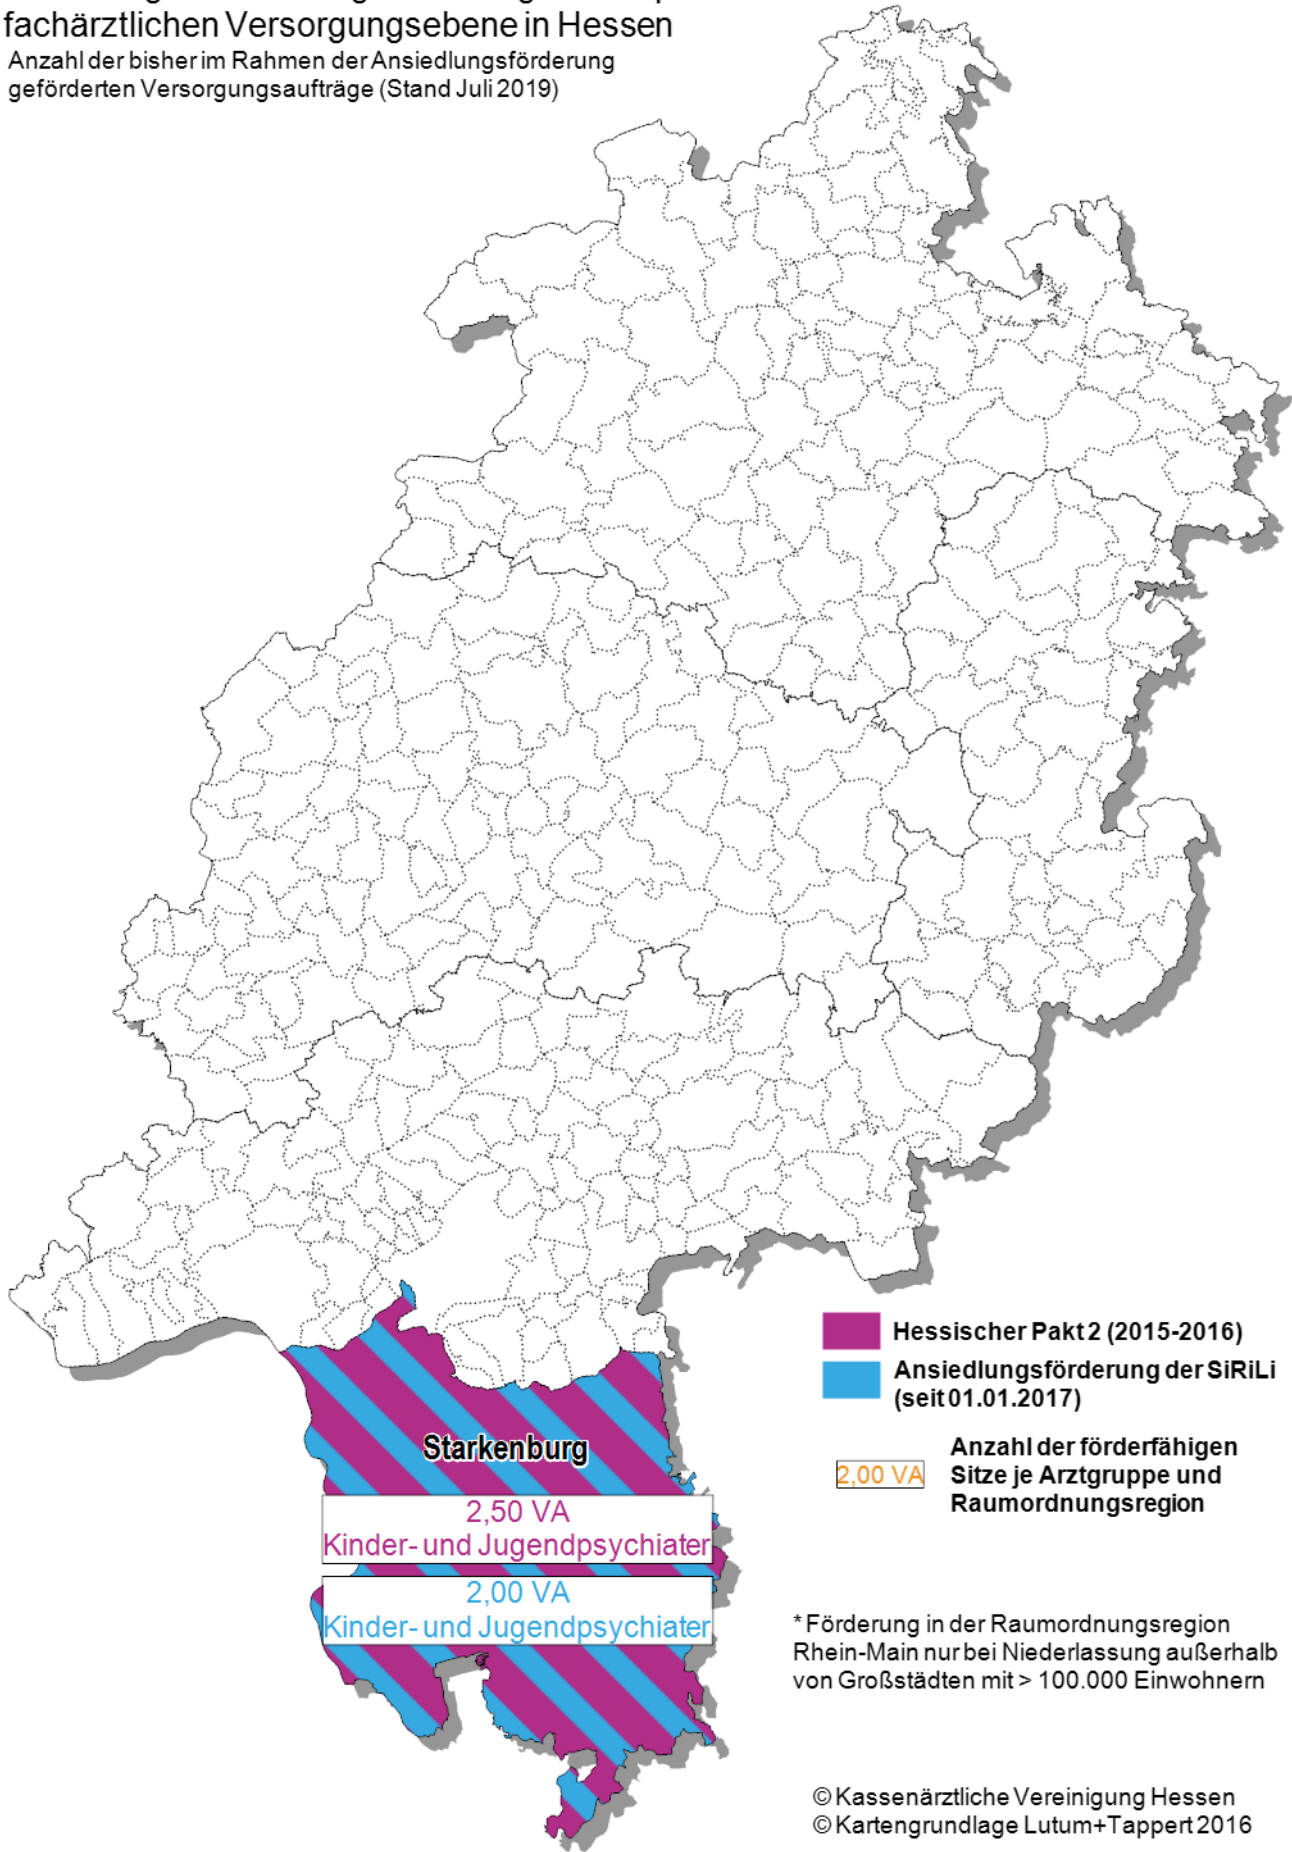 fachärztlichen Versorgungsebene in Hessen
Anzahl der bisher im Rahmen der Ansiedlungsförderung
geförderten Versorgungsaufträge (Stand Juli 2019)
Hessischer Pakt 2 (2015-2016)
Ansiedlungsförderung der SiRiLi
(seit 01.01.2017)
2,00 VA
Anzahl der förderfähigen
Sitze je Arztgruppe und
Raumordnungsregion
Starkenburg
2,50 VA
Kinder- und Jugendpsychiater
2,00 VA
Kinder- und Jugendpsychiater
* Förderung in der Raumordnungsregion
Rhein-Main nur bei Niederlassung außerhalb
von Großstädten mit > 100.000 Einwohnern
© Kassenärztliche Vereinigung Hessen
© Kartengrundlage Lutum+Tappert 2016